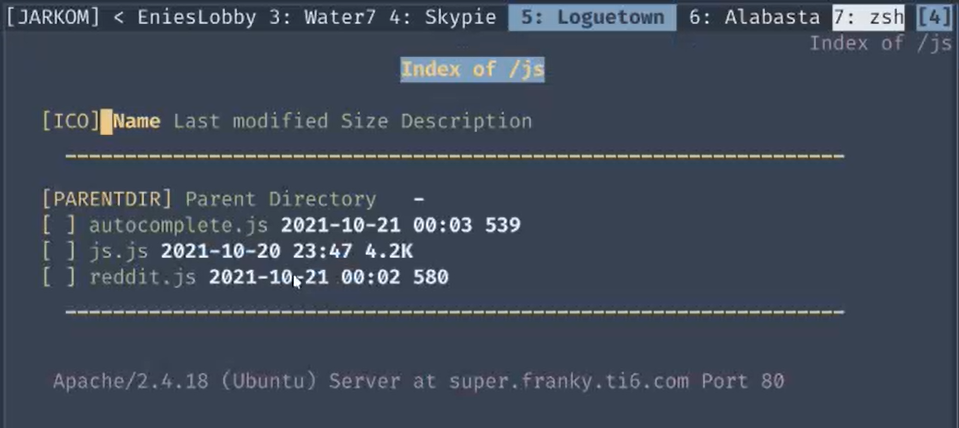 [JARKOM] < EniesLobby 3: Water7 4: Skypie 5: Loguetown 6: Alabasta 7: zsh [4]
Index of /js
Index of /js
[ICO] Name Last modified Size Description
[PARENTDIR] Parent Directory -
[ ] autocomplete.js 2021-10-21 00:03 539
[ ] js.js 2021-10-20 23:47 4.2K
[ ] reddit.js 2021-10-21 00:02 580
Apache/2.4.18 (Ubuntu) Server at super.franky.ti6.com Port 80